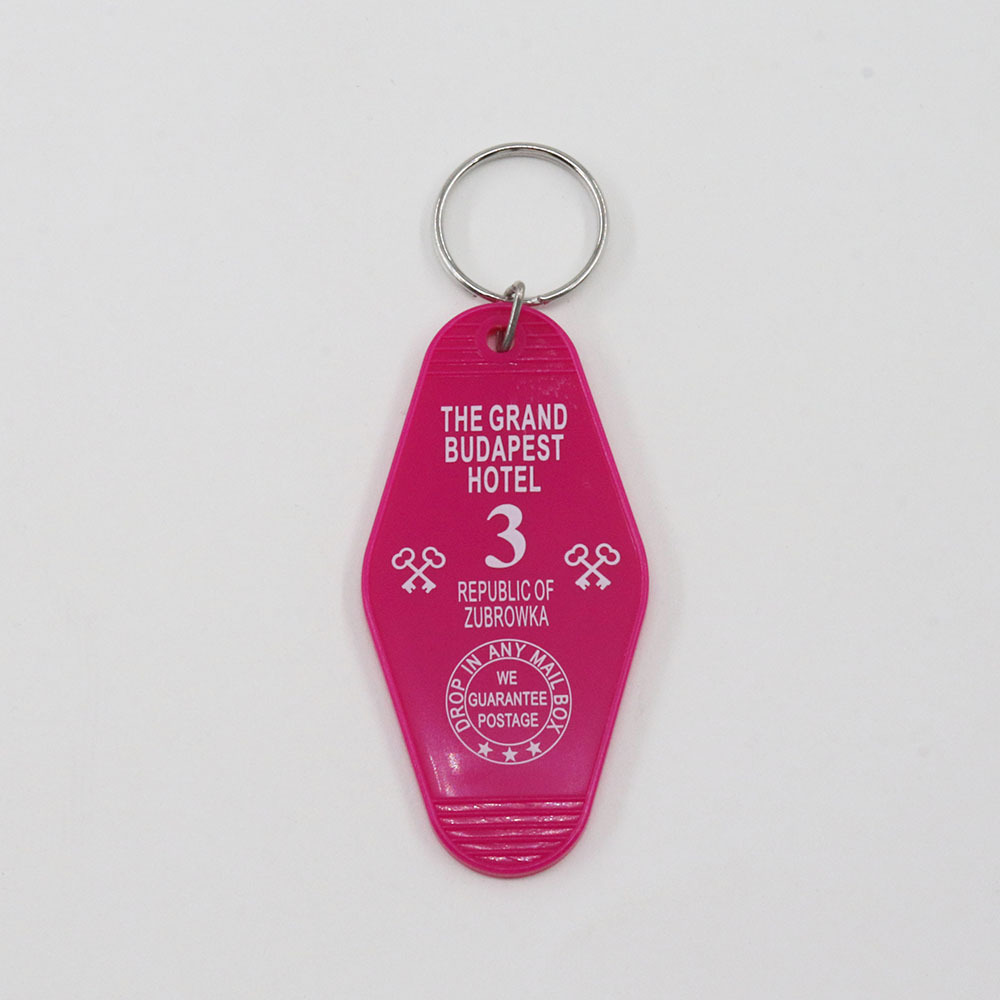 THE GRAND
BUDAPEST
HOTEL
3
REPUBLIC OF
ZUBROWKA
DROP IN ANY MAIL BOX
WE
GUARANTEE
POSTAGE